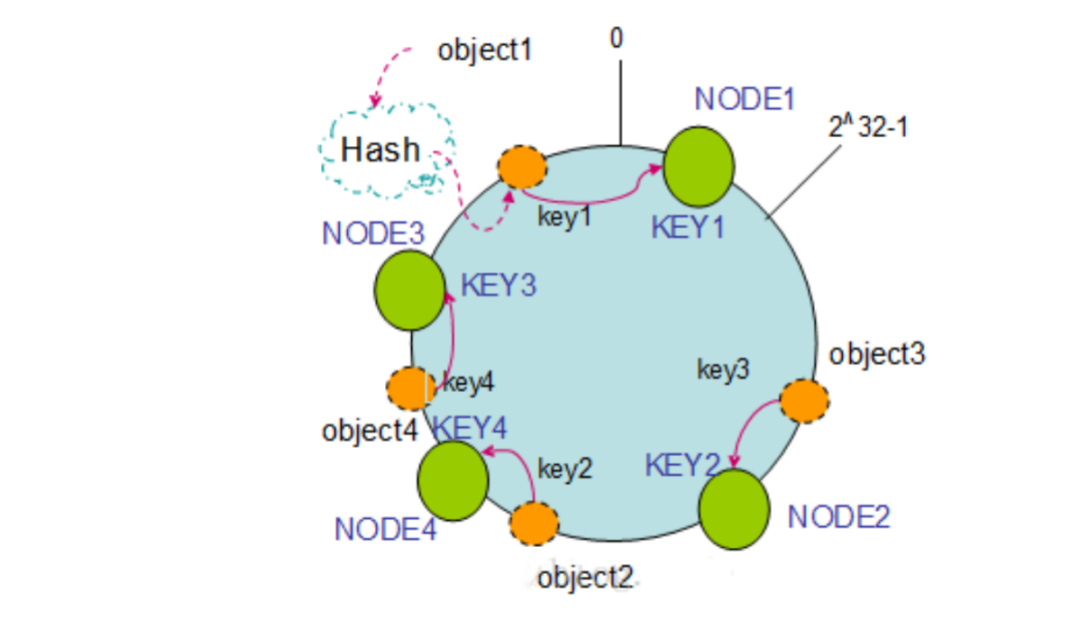 0
object1
NODE1
2^32-1
Hash
key1
KEY1
NODE3
KEY3
object3
key3
key4
object4
KEY4
KEY2
key2
NODE2
NODE4
object2